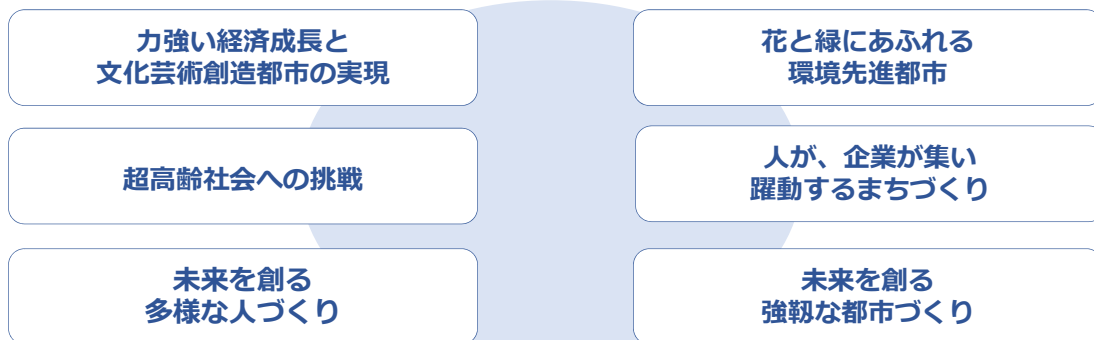 力強い経済成長と
文化芸術創造都市の実現
花と緑にあふれる
環境先進都市
超高齢社会への挑戦
人が、企業が集い
躍動するまちづくり
未来を創る
多様な人づくり
未来を創る
強靱な都市づくり